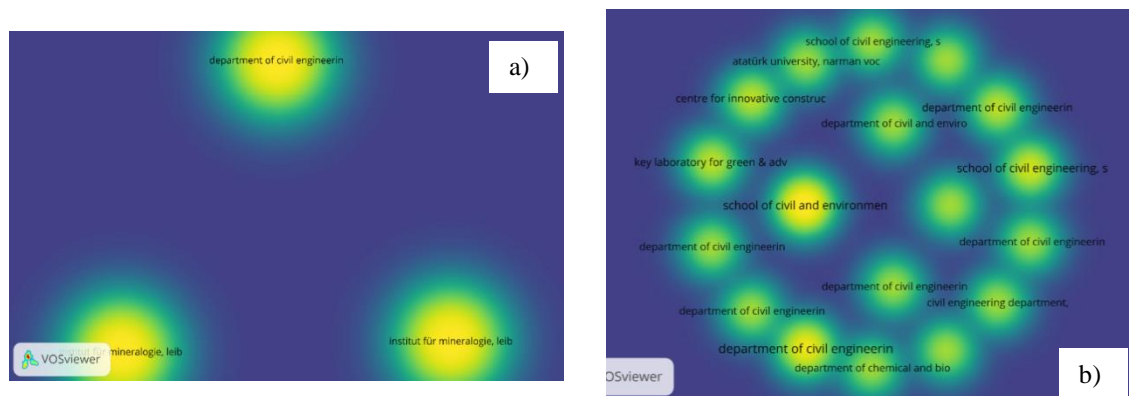 department of civil engineerin
a)
institut für mineralogie, leib
VOSviewer
für mineralogie, leib
school of civil engineering, s
atatürk university, narman voc
centre for innovative construc
department of civil engineerin
department of civil and enviro
key laboratory for green & adv
school of civil engineering, s
school of civil and environmen
department of civil engineerin
department of civil engineerin
department of civil engineerin
civil engineering department,
department of civil engineerin
department of civil engineerin
department of chemical and bio
OSviewer
b)